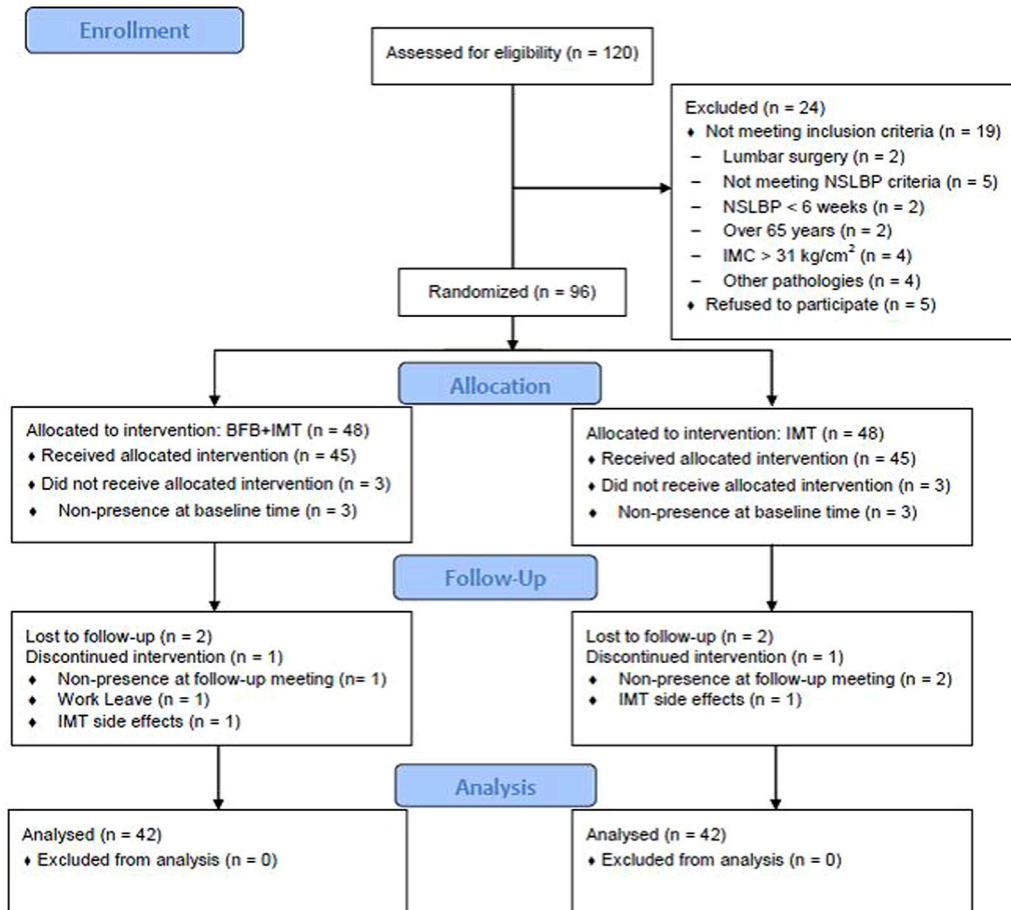 Enrollment
Assessed for eligibility (n = 120)
Excluded (n = 24)
♦ Not meeting inclusion criteria (n = 19)
– Lumbar surgery (n = 2)
– Not meeting NSLBP criteria (n = 5)
– NSLBP < 6 weeks (n = 2)
– Over 65 years (n = 2)
– IMC > 31 kg/cm² (n = 4)
– Other pathologies (n = 4)
♦ Refused to participate (n = 5)
Randomized (n = 96)
Allocation
Allocated to intervention: BFB+IMT (n = 48)
♦ Received allocated intervention (n = 45)
♦ Did not receive allocated intervention (n = 3)
♦ Non-presence at baseline time (n = 3)
Allocated to intervention: IMT (n = 48)
♦ Received allocated intervention (n = 45)
♦ Did not receive allocated intervention (n = 3)
♦ Non-presence at baseline time (n = 3)
Follow-Up
Lost to follow-up (n = 2)
Discontinued intervention (n = 1)
♦ Non-presence at follow-up meeting (n= 1)
♦ Work Leave (n = 1)
♦ IMT side effects (n = 1)
Lost to follow-up (n = 2)
Discontinued intervention (n = 1)
♦ Non-presence at follow-up meeting (n = 2)
♦ IMT side effects (n = 1)
Analysis
Analysed (n = 42)
♦ Excluded from analysis (n = 0)
Analysed (n = 42)
♦ Excluded from analysis (n = 0)